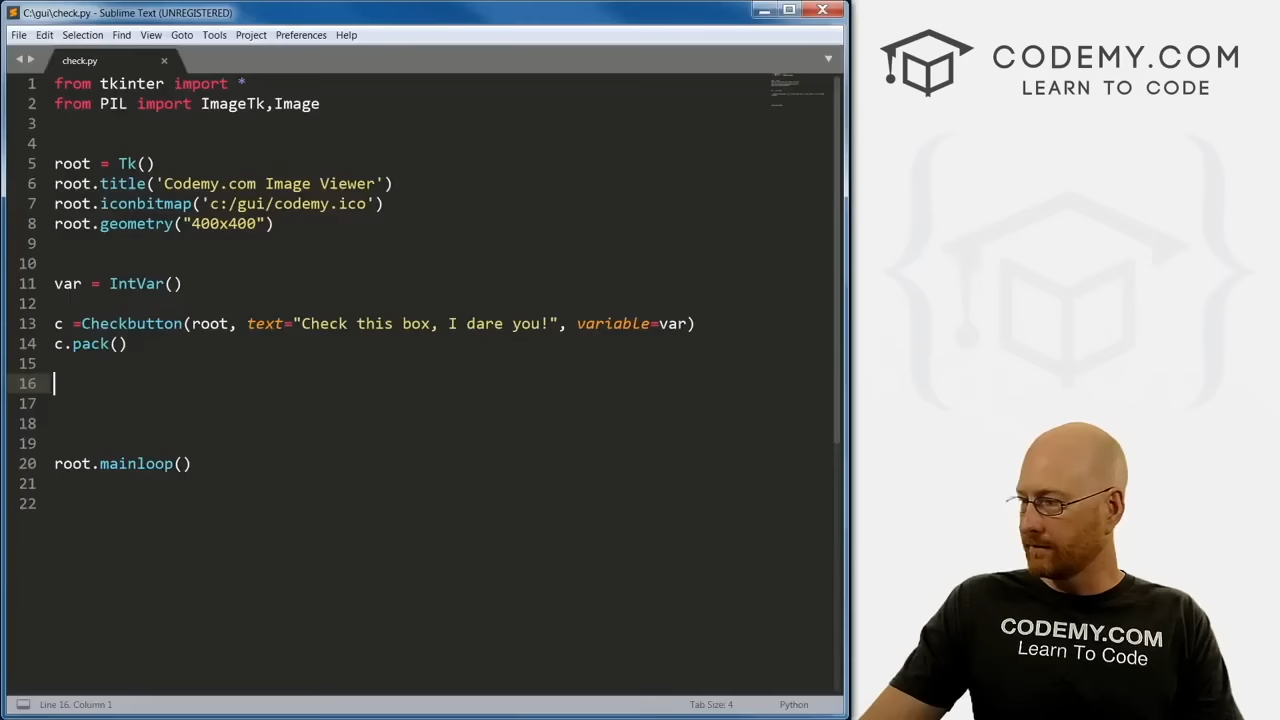 C:\gui\check.py - Sublime Text (UNREGISTERED)
File Edit Selection Find View Goto Tools Project Preferences Help
check.py
1 from tkinter import *
2 from PIL import ImageTk,Image
3
4
5 root = Tk()
6 root.title('Codemy.com Image Viewer')
7 root.iconbitmap('c:/gui/codemy.ico')
8 root.geometry("400x400")
9
10
11 var = IntVar()
12
13 c =Checkbutton(root, text="Check this box, I dare you!", variable=var)
14 c.pack()
15
16
17
18
19
20 root.mainloop()
21
22
Line 16, Column 1
Tab Size: 4
Python
CODEMY.COM
LEARN TO CODE
CODEMY.COM
Learn To Code